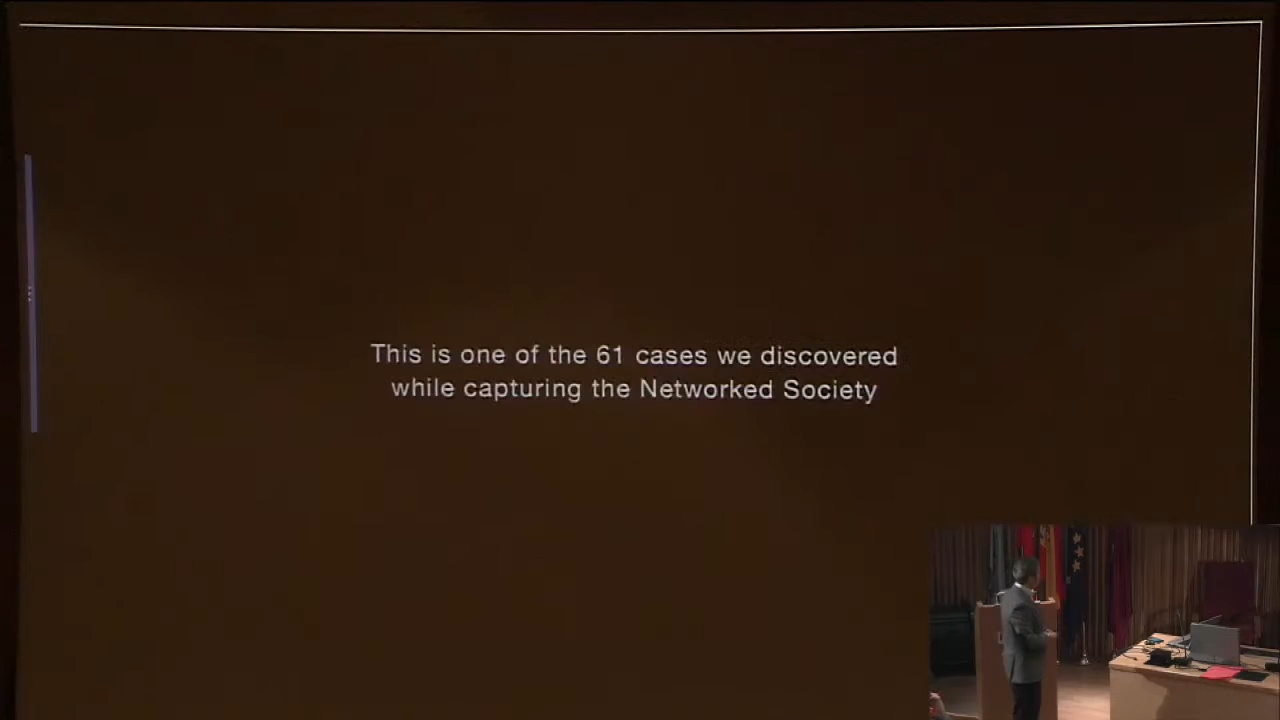 This is one of the 61 cases we discovered
while capturing the Networked Society